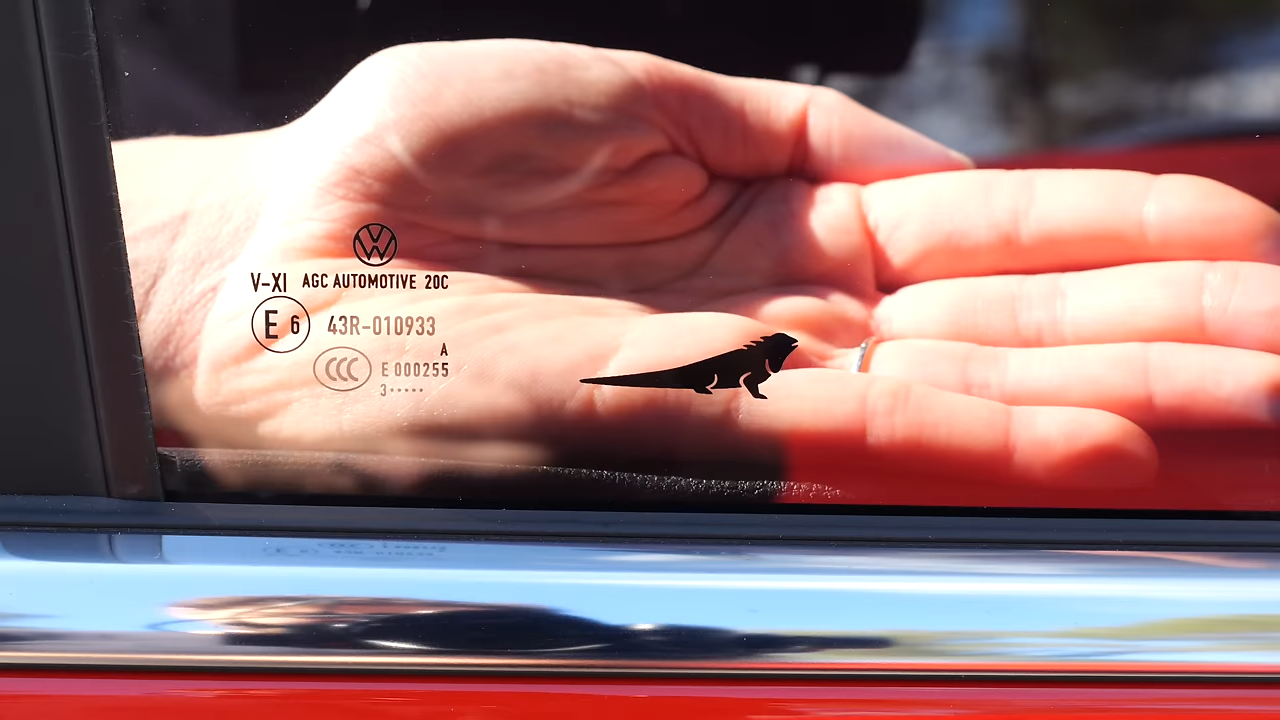 V-XI AGC AUTOMOTIVE 20C
E 6 43R-010933
A
CCC E 000255
3·····